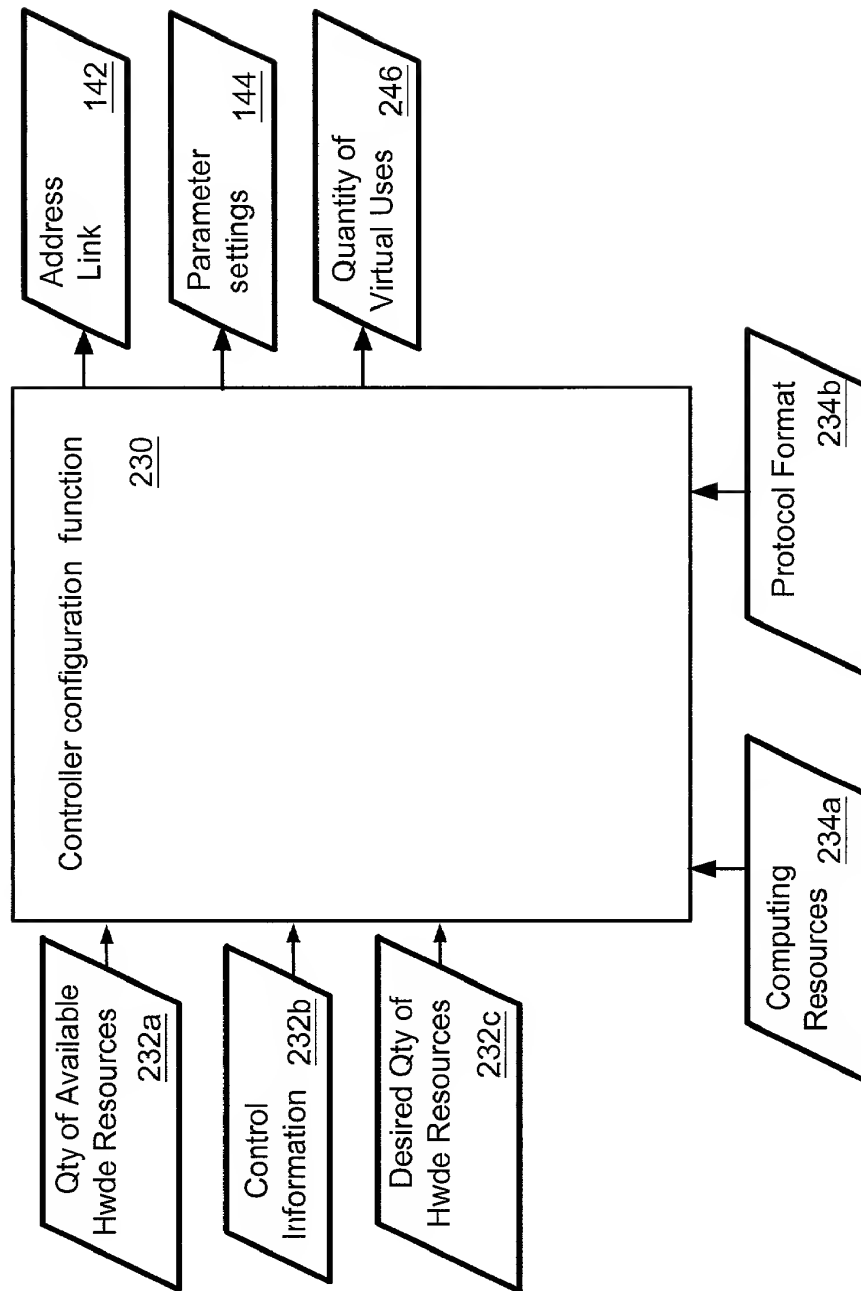 Qty of Available
Hwde Resources
232a
Control
Information 232b
Desired Qty of
Hwde Resources
232c
Controller configuration function
230
Address
Link
142
Parameter
settings
144
Quantity of
Virtual Uses
246
Computing
Resources 234a
Protocol Format
234b